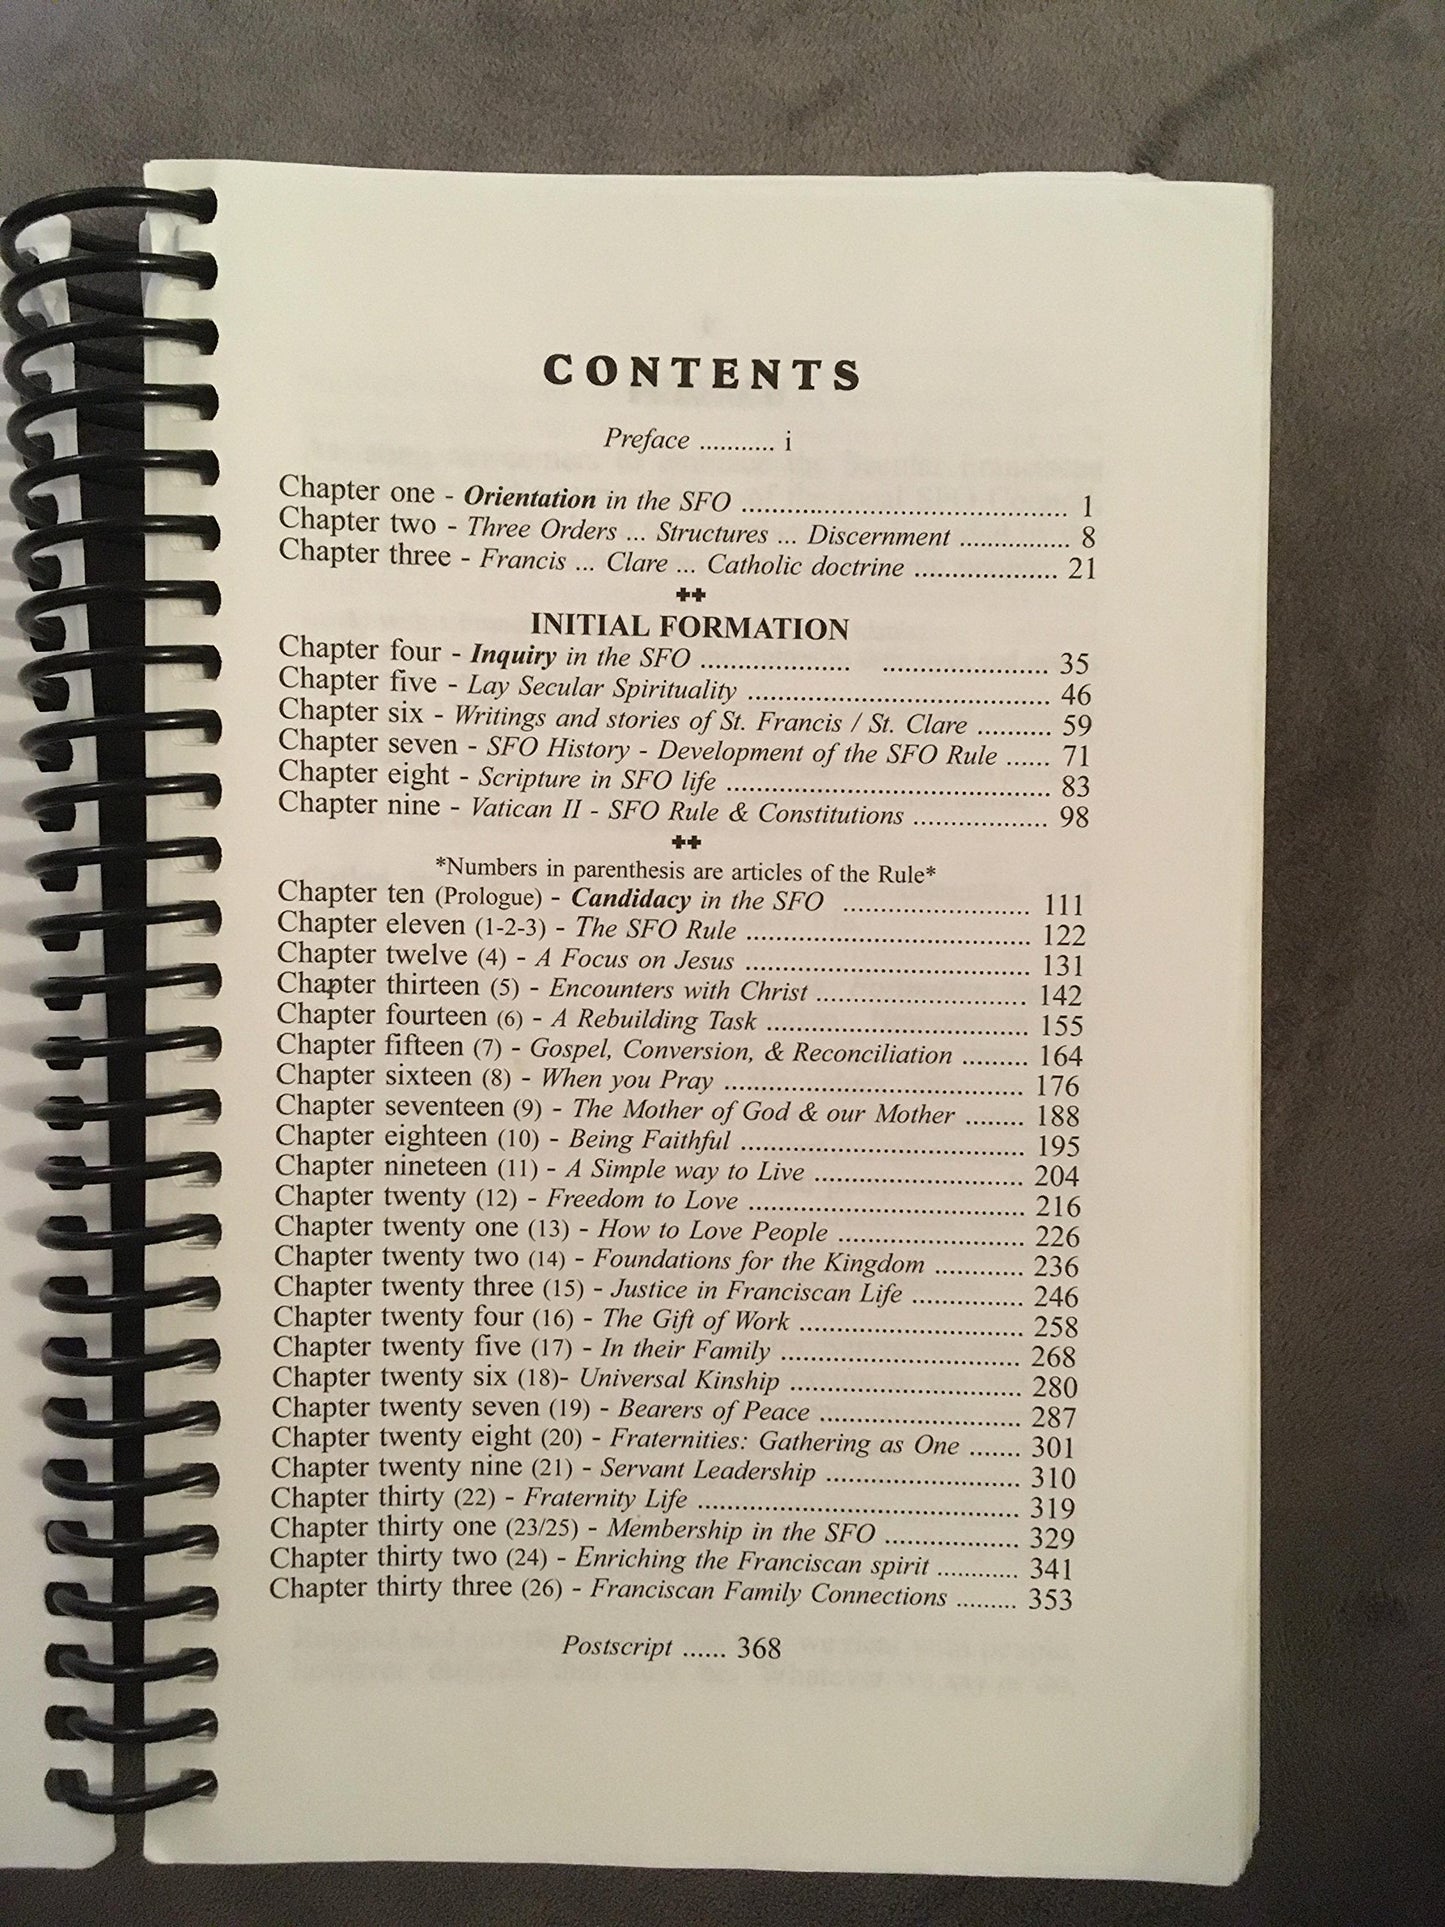 CONTENTS
Preface ........... i
Chapter one - Orientation in the SFO ............................................ 1
Chapter two - Three Orders ... Structures ... Discernment ............... 8
Chapter three - Francis ... Clare ... Catholic doctrine ................... 21
✚✚
INITIAL FORMATION
Chapter four - Inquiry in the SFO .................... ...................... 35
Chapter five - Lay Secular Spirituality ........................................ 46
Chapter six - Writings and stories of St. Francis / St. Clare .......... 59
Chapter seven - SFO History - Development of the SFO Rule ...... 71
Chapter eight - Scripture in SFO life ........................................... 83
Chapter nine - Vatican II - SFO Rule & Constitutions .................. 98
✚✚
*Numbers in parenthesis are articles of the Rule*
Chapter ten (Prologue) - Candidacy in the SFO ......................... 111
Chapter eleven (1-2-3) - The SFO Rule ...................................... 122
Chapter twelve (4) - A Focus on Jesus ...................................... 131
Chapter thirteen (5) - Encounters with Christ ............................ 142
Chapter fourteen (6) - A Rebuilding Task ................................... 155
Chapter fifteen (7) - Gospel, Conversion, & Reconciliation ......... 164
Chapter sixteen (8) - When you Pray ........................................ 176
Chapter seventeen (9) - The Mother of God & our Mother ........ 188
Chapter eighteen (10) - Being Faithful ...................................... 195
Chapter nineteen (11) - A Simple way to Live ............................ 204
Chapter twenty (12) - Freedom to Love ..................................... 216
Chapter twenty one (13) - How to Love People ......................... 226
Chapter twenty two (14) - Foundations for the Kingdom ............ 236
Chapter twenty three (15) - Justice in Franciscan Life ............... 246
Chapter twenty four (16) - The Gift of Work .............................. 258
Chapter twenty five (17) - In their Family ................................ 268
Chapter twenty six (18)- Universal Kinship ............................... 280
Chapter twenty seven (19) - Bearers of Peace ........................... 287
Chapter twenty eight (20) - Fraternities: Gathering as One ....... 301
Chapter twenty nine (21) - Servant Leadership .......................... 310
Chapter thirty (22) - Fraternity Life ........................................... 319
Chapter thirty one (23/25) - Membership in the SFO .................. 329
Chapter thirty two (24) - Enriching the Franciscan spirit ........... 341
Chapter thirty three (26) - Franciscan Family Connections ......... 353
Postscript ...... 368